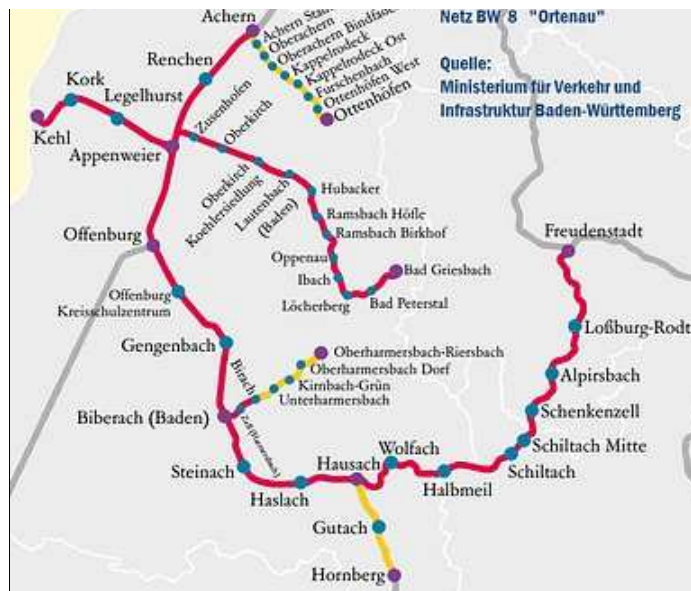 Netz BW 8 "Ortenau"
Quelle:
Ministerium für Verkehr und
Infrastruktur Baden-Württemberg
Achern
Oberachern
Oberachern Bindfadenfabrik
Kappelrodeck
Kappelrodeck Ost
Furschenbach
Ottenhöfen West
Ottenhöfen
Renchen
Kork
Legelhurst
Kehl
Appenweier
Zusenhofen
Oberkirch
Oberkirch
Koehlersiedlung
Lautenbach
(Baden)
Hubacker
Ramsbach Höfle
Ramsbach Birkhof
Oppenau
Ibach
Löcherberg
Bad Peterstal
Bad Griesbach
Freudenstadt
Offenburg
Offenburg
Kreisschulzentrum
Gengenbach
Loßburg-Rodt
Oberharmersbach-Riersbach
Oberharmersbach Dorf
Kirnbach-Grün
Unterharmersbach
Birach
Biberach (Baden)
Alpirsbach
Schenkenzell
Schiltach Mitte
Schiltach
Steinach
Haslach
Hausach
Wolfach
Halbmeil
Gutach
Hornberg